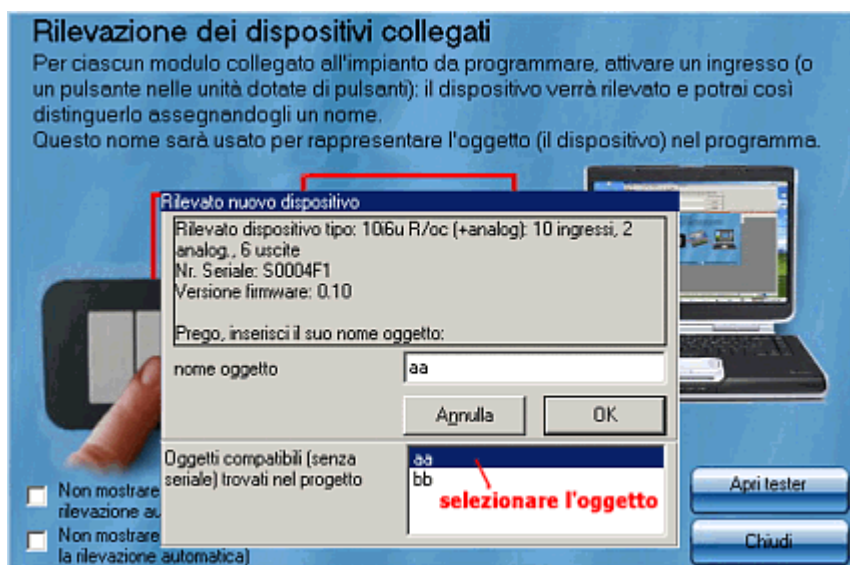 Rilevazione dei dispositivi collegati
Per ciascun modulo collegato all'impianto da programmare, attivare un ingresso (o
un pulsante nelle unità dotate di pulsanti): il dispositivo verrà rilevato e potrai così
distinguerlo assegnandogli un nome.
Questo nome sarà usato per rappresentare l'oggetto (il dispositivo) nel programma.
Rilevato nuovo dispositivo
Rilevato dispositivo tipo: 10i6u R/oc (+analog): 10 ingressi, 2
analog., 6 uscite
Nr. Seriale: S0004F1
Versione firmware: 0.10
Prego, inserisci il suo nome oggetto:
nome oggetto
aa
Annulla
OK
Oggetti compatibili (senza
seriale) trovati nel progetto
aa
bb
selezionare l'oggetto
Non mostrare
rilevazione au
Non mostrare
la rilevazione automatica)
Apri tester
Chiudi